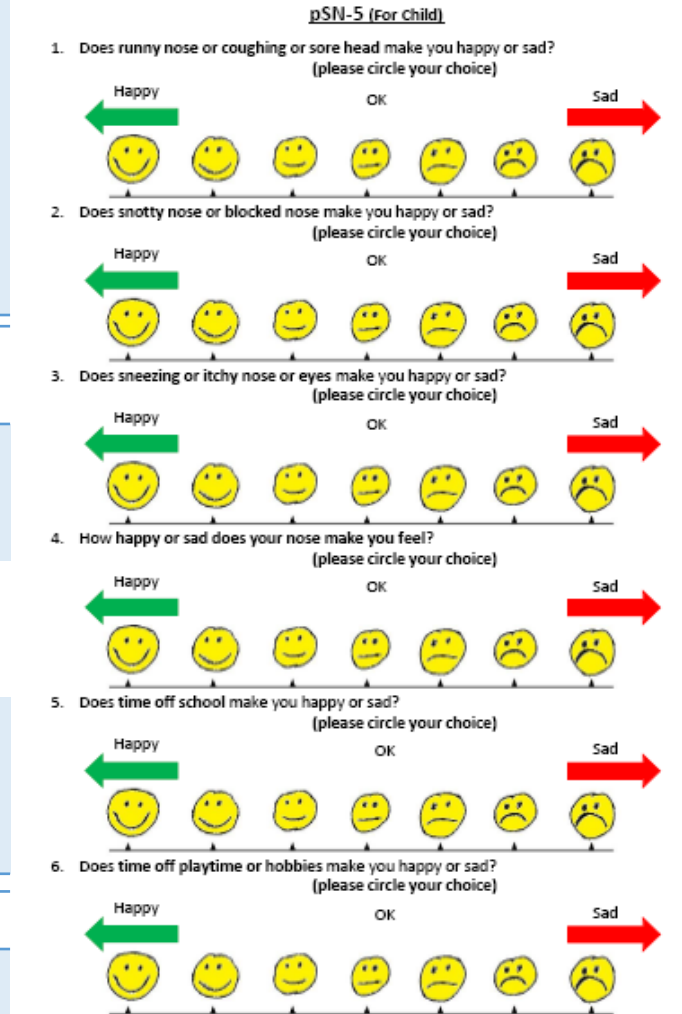 pSN-5 (For Child)
1. Does runny nose or coughing or sore head make you happy or sad?
(please circle your choice)
Happy OK Sad
2. Does snotty nose or blocked nose make you happy or sad?
(please circle your choice)
Happy OK Sad
3. Does sneezing or itchy nose or eyes make you happy or sad?
(please circle your choice)
Happy OK Sad
4. How happy or sad does your nose make you feel?
(please circle your choice)
Happy OK Sad
5. Does time off school make you happy or sad?
(please circle your choice)
Happy OK Sad
6. Does time off playtime or hobbies make you happy or sad?
(please circle your choice)
Happy OK Sad